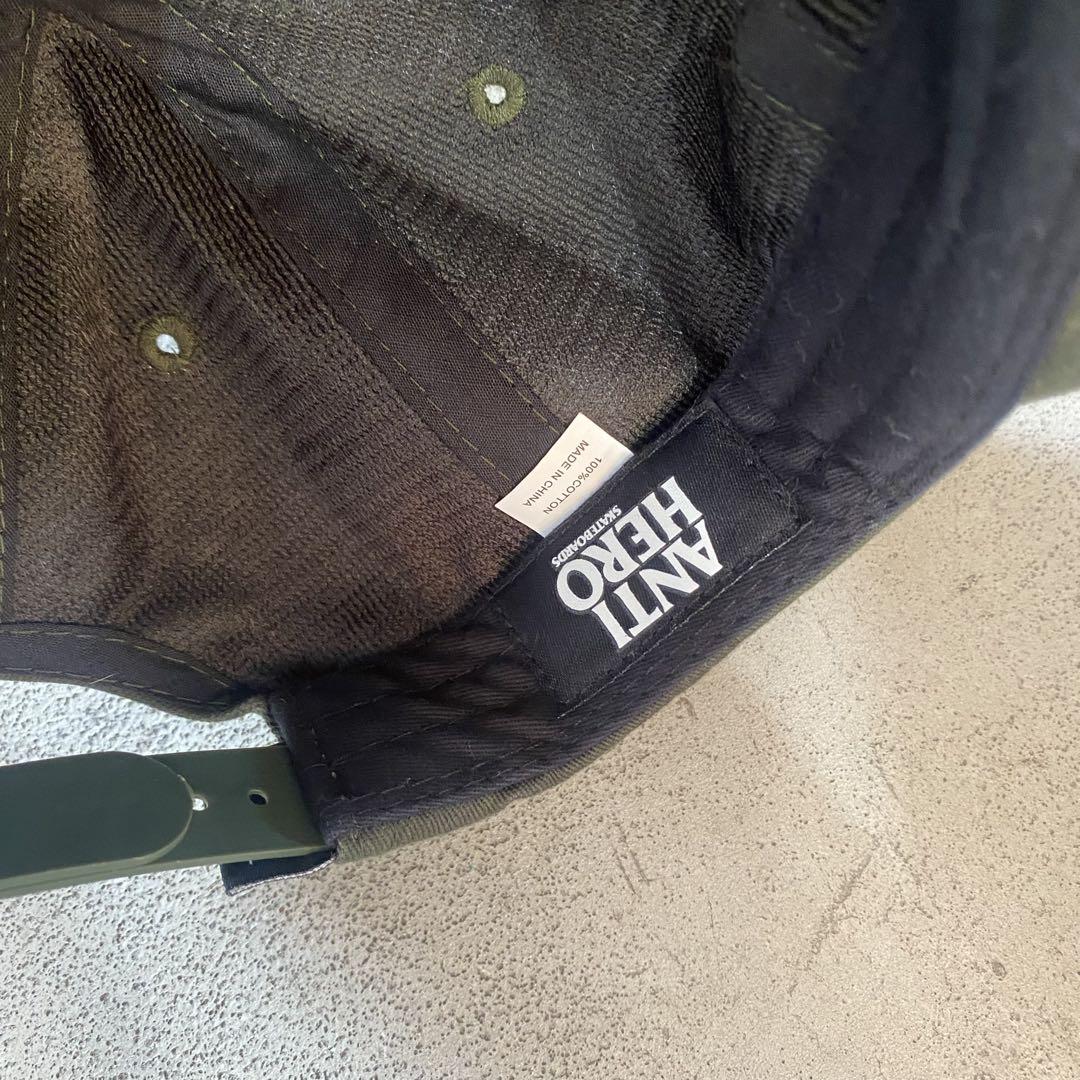 100%COTTON
MADE IN CHINA
ANTI
HERO
SKATEBOARDS